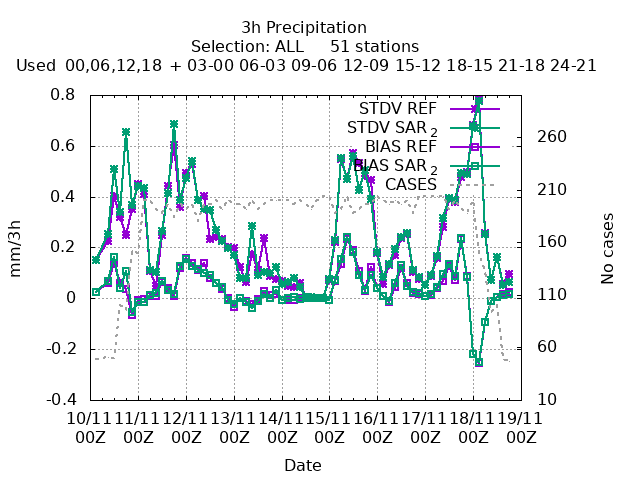 3h Precipitation
Selection: ALL 51 stations
Used 00,06,12,18 + 03-00 06-03 09-06 12-09 15-12 18-15 21-18 24-21
STDV REF
STDV SAR 2
BIAS REF
BIAS SAR 2
CASES
0.8
0.6
0.4
0.2
0
-0.2
-0.4
mm/3h
260
210
160
110
60
10
No cases
10/11 11/11 12/11 13/11 14/11 15/11 16/11 17/11 18/11 19/11
00Z 00Z 00Z 00Z 00Z 00Z 00Z 00Z 00Z 00Z
Date